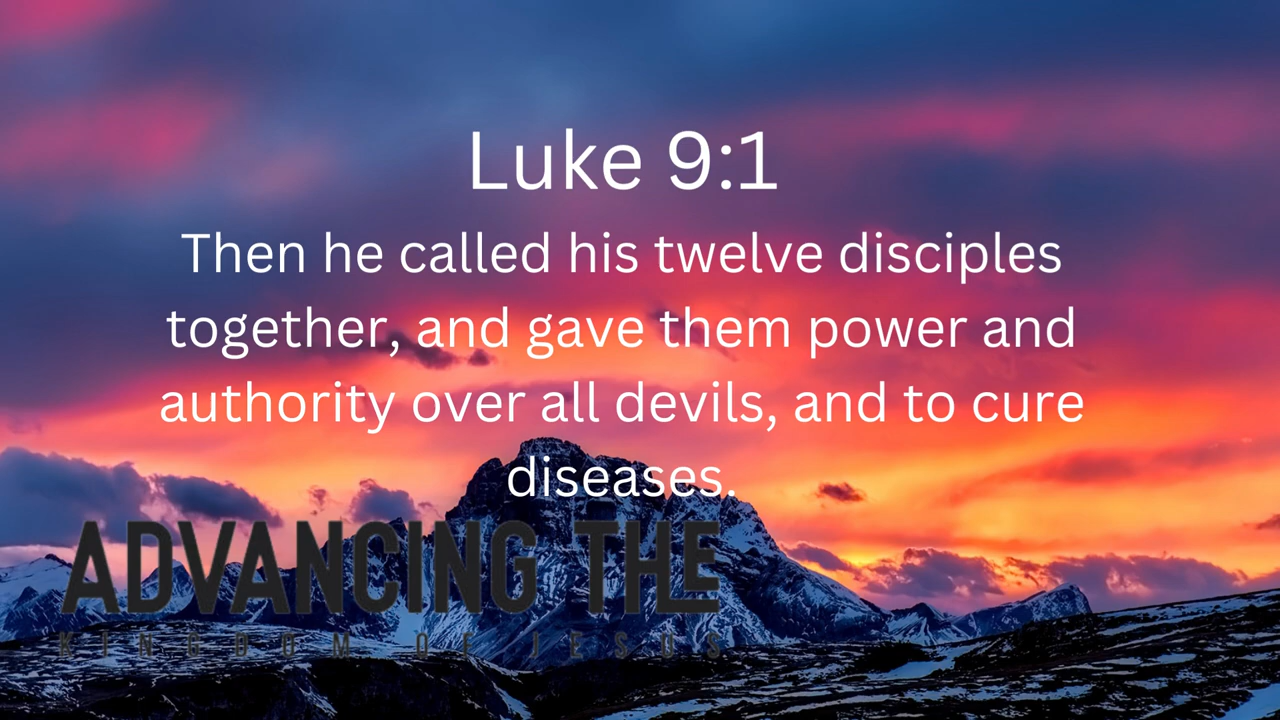 Luke 9:1
Then he called his twelve disciples
together, and gave them power and
authority over all devils, and to cure
diseases.
ADVANCING THE
KINGDOM OF JESUS